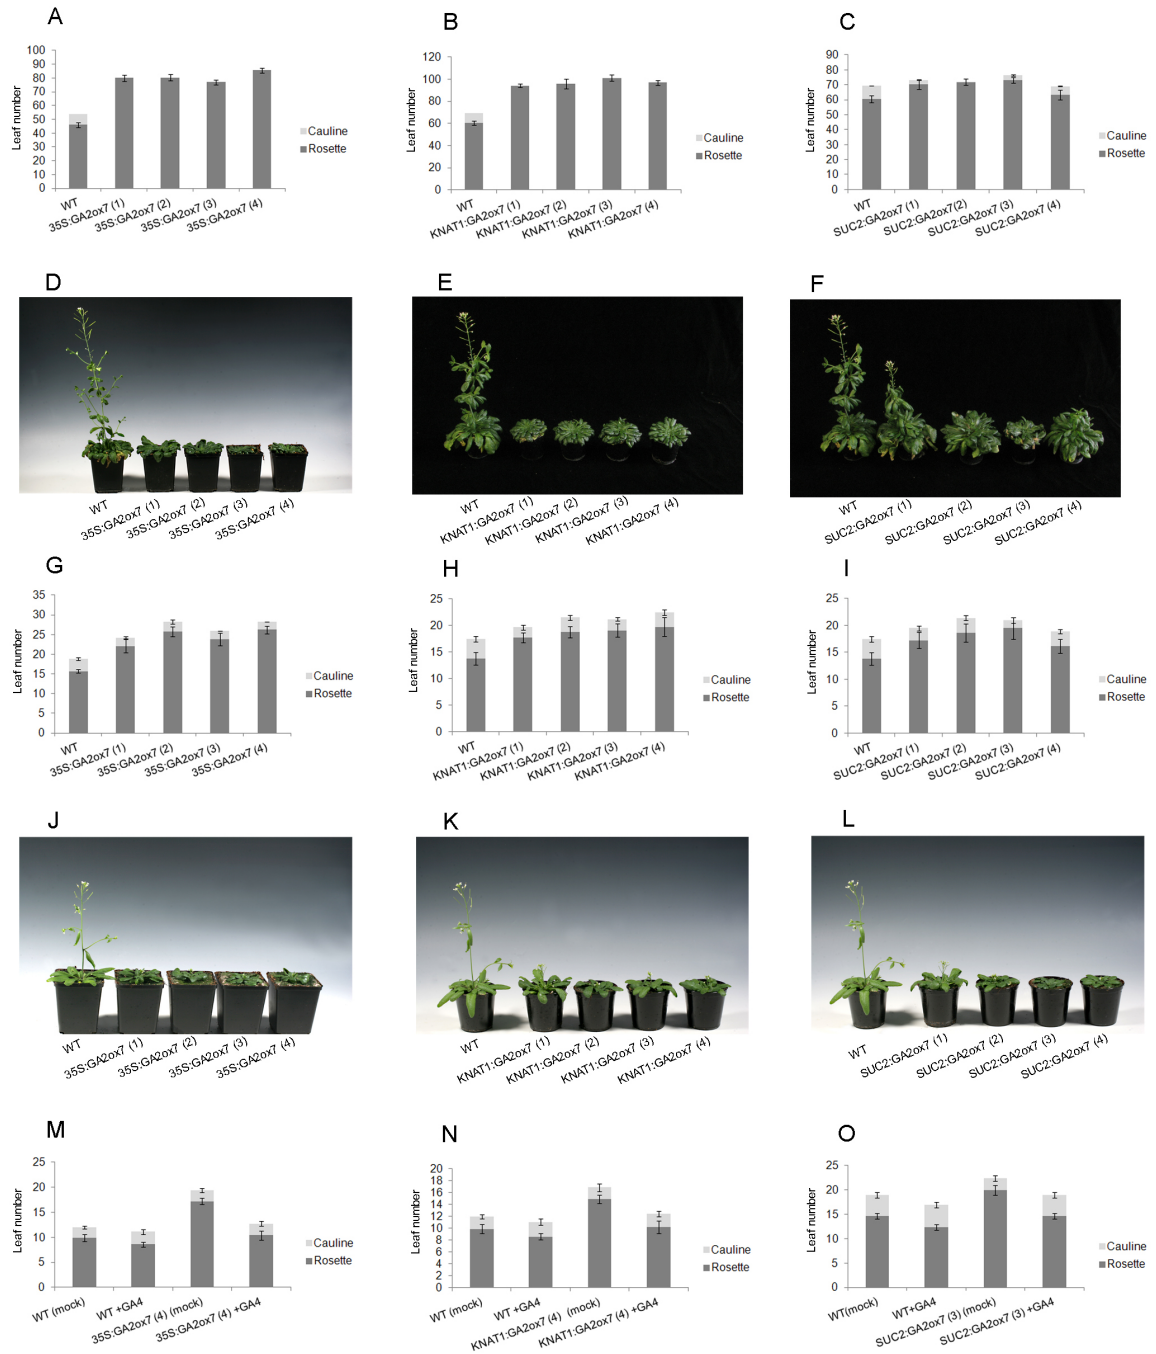 A
Leaf number
100
90
80
70
60
50
40
30
20
10
0
WT
35S:GA2ox7 (1)
35S:GA2ox7 (2)
35S:GA2ox7 (3)
35S:GA2ox7 (4)
Cauline
Rosette
B
Leaf number
120
100
80
60
40
20
0
WT
KNAT1:GA2ox7 (1)
KNAT1:GA2ox7 (2)
KNAT1:GA2ox7 (3)
KNAT1:GA2ox7 (4)
Cauline
Rosette
C
Leaf number
90
80
70
60
50
40
30
20
10
0
WT
SUC2:GA2ox7 (1)
SUC2:GA2ox7(2)
SUC2:GA2ox7 (3)
SUC2:GA2ox7 (4)
Cauline
Rosette
D
WT
35S:GA2ox7 (1)
35S:GA2ox7 (2)
35S:GA2ox7 (3)
35S:GA2ox7 (4)
E
WT
KNAT1:GA2ox7 (1)
KNAT1:GA2ox7 (2)
KNAT1:GA2ox7 (3)
KNAT1:GA2ox7 (4)
F
WT
SUC2:GA2ox7 (1)
SUC2:GA2ox7 (2)
SUC2:GA2ox7 (3)
SUC2:GA2ox7 (4)
G
Leaf number
35
30
25
20
15
10
5
0
WT
35S:GA2ox7 (1)
35S:GA2ox7 (2)
35S:GA2ox7 (3)
35S:GA2ox7 (4)
Cauline
Rosette
H
Leaf number
25
20
15
10
5
0
WT
KNAT1:GA2ox7 (1)
KNAT1:GA2ox7 (2)
KNAT1:GA2ox7 (3)
KNAT1:GA2ox7 (4)
Cauline
Rosette
I
Leaf number
25
20
15
10
5
0
WT
SUC2:GA2ox7 (1)
SUC2:GA2ox7 (2)
SUC2:GA2ox7 (3)
SUC2:GA2ox7 (4)
Cauline
Rosette
J
WT
35S:GA2ox7 (1)
35S:GA2ox7 (2)
35S:GA2ox7 (3)
35S:GA2ox7 (4)
K
WT
KNAT1:GA2ox7 (1)
KNAT1:GA2ox7 (2)
KNAT1:GA2ox7 (3)
KNAT1:GA2ox7 (4)
L
WT
SUC2:GA2ox7 (1)
SUC2:GA2ox7 (2)
SUC2:GA2ox7 (3)
SUC2:GA2ox7 (4)
M
Leaf number
25
20
15
10
5
0
WT (mock)
WT +GA4
35S:GA2ox7 (4) (mock)
35S:GA2ox7 (4) +GA4
Cauline
Rosette
N
Leaf number
20
18
16
14
12
10
8
6
4
2
0
WT (mock)
WT +GA4
KNAT1:GA2ox7 (4) (mock)
KNAT1:GA2ox7 (4) +GA4
Cauline
Rosette
O
Leaf number
25
20
15
10
5
0
WT(mock)
WT+GA4
SUC2:GA2ox7 (3) (mock)
SUC2:GA2ox7 (3) +GA4
Cauline
Rosette